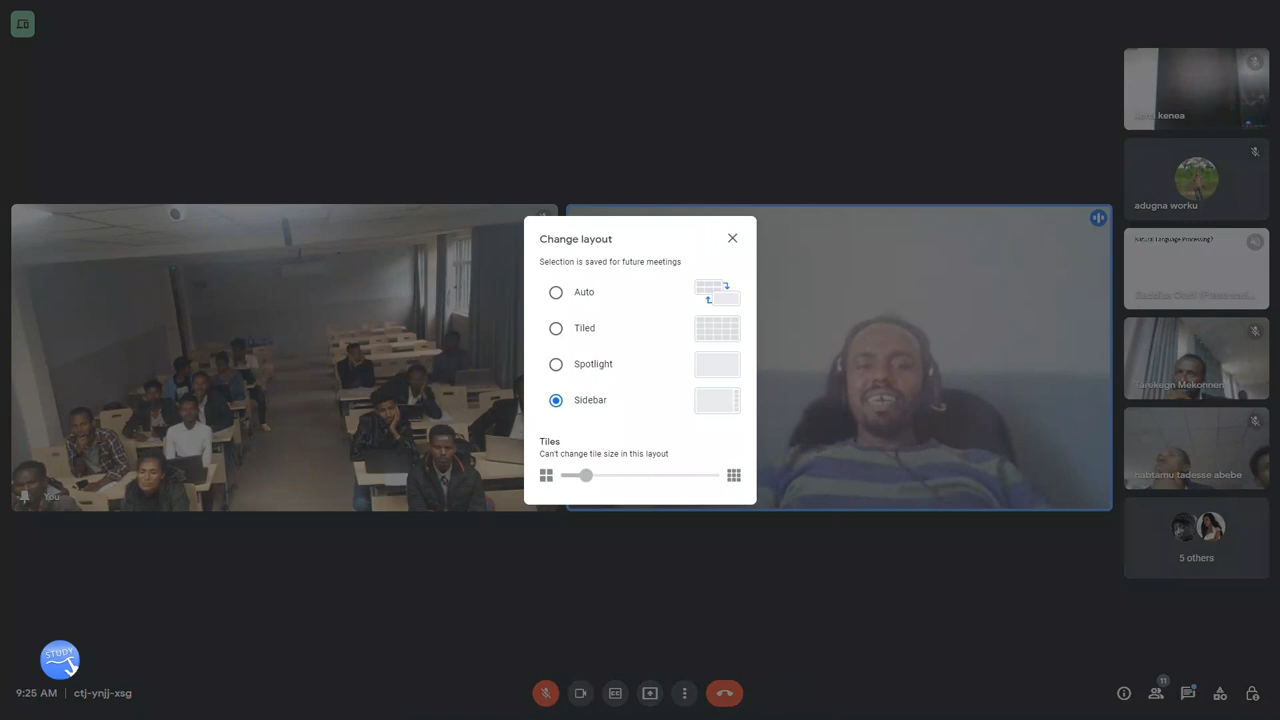 kenea
adugna worku
Natural Language Processing?
Change layout
Selection is saved for future meetings
Auto
Tiled
Spotlight
Sidebar
Tiles
Can't change tile size in this layout
You
Tarekegn Mekonnen
habtamu tadesse abebe
5 others
STUDY
9:25 AM | ctj-ynjj-xsg
11